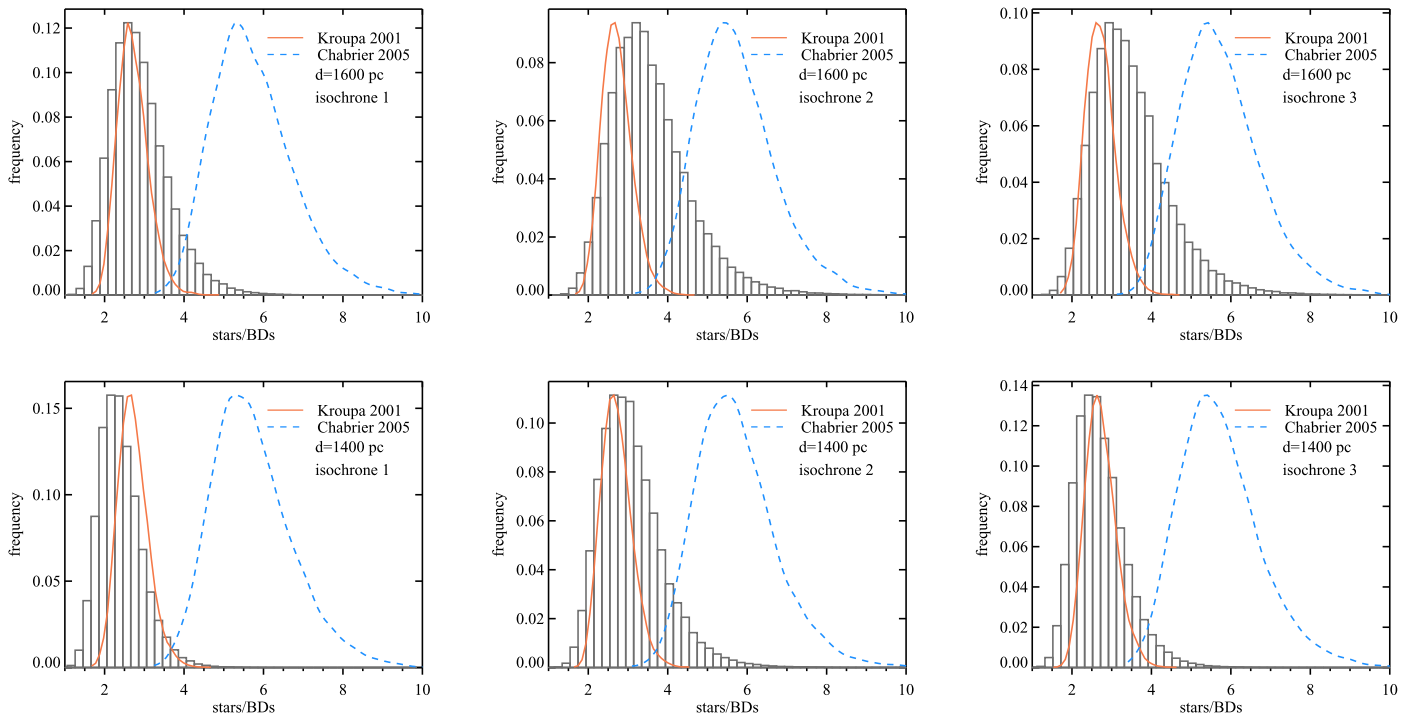 0.12
0.10
0.08
0.06
0.04
0.02
0.00
frequency
2
4
6
8
10
stars/BDs
Kroupa 2001
Chabrier 2005
d=1600 pc
isochrone 1
0.08
0.06
0.04
0.02
0.00
frequency
2
4
6
8
10
stars/BDs
Kroupa 2001
Chabrier 2005
d=1600 pc
isochrone 2
0.10
0.08
0.06
0.04
0.02
0.00
frequency
2
4
6
8
10
stars/BDs
Kroupa 2001
Chabrier 2005
d=1600 pc
isochrone 3
0.15
0.10
0.05
0.00
frequency
2
4
6
8
10
stars/BDs
Kroupa 2001
Chabrier 2005
d=1400 pc
isochrone 1
0.10
0.08
0.06
0.04
0.02
0.00
frequency
2
4
6
8
10
stars/BDs
Kroupa 2001
Chabrier 2005
d=1400 pc
isochrone 2
0.14
0.12
0.10
0.08
0.06
0.04
0.02
0.00
frequency
2
4
6
8
10
stars/BDs
Kroupa 2001
Chabrier 2005
d=1400 pc
isochrone 3